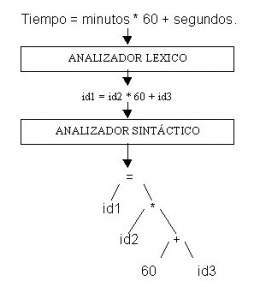 Tiempo = minutos * 60 + segundos.
ANALIZADOR LEXICO
id1 = id2 * 60 + id3
ANALIZADOR SINTÁCTICO
=
id1 *
id2 +
60 id3